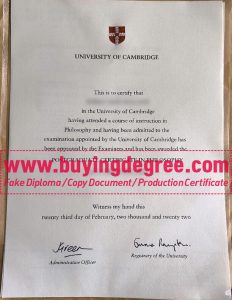 UNIVERSITY OF CAMBRIDGE
This is to certify that
in the University of Cambridge
having attended a course of instruction in
Philosophy and having been admitted to the
examination appointed by the University of Cambridge has
been approved by the Examiners and has been awarded the
www.buyingdegree.com
Fake Diploma / Copy Document / Production Certificate
Witness my hand this
twenty third day of February, two thousand and twenty two
Administrative Officer
Registrary of the University